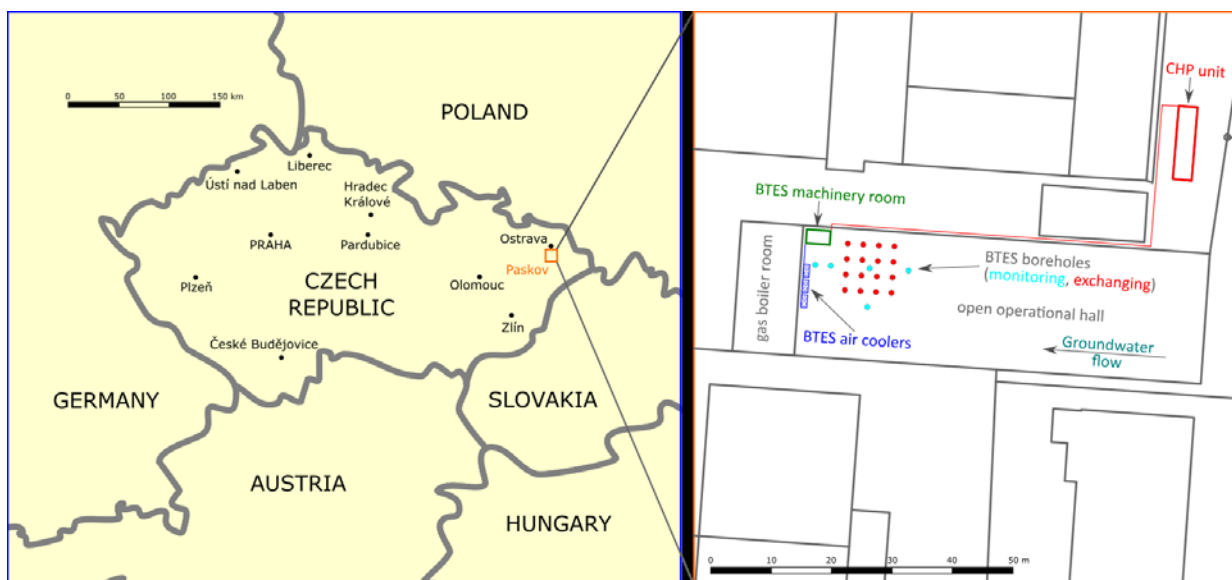 0 50 100 150 km
POLAND
Liberec
Ústí nad Laben
Hradec
Králové
PRAHA
Pardubice
Ostrava
Paskov
Plzeň
CZECH
REPUBLIC
Olomouc
Zlín
České Budějovice
GERMANY
SLOVAKIA
AUSTRIA
HUNGARY
CHP unit
BTES machinery room
gas boiler room
BTES boreholes
(monitoring, exchanging)
open operational hall
BTES air coolers
Groundwater
flow
0 10 20 30 40 50 m